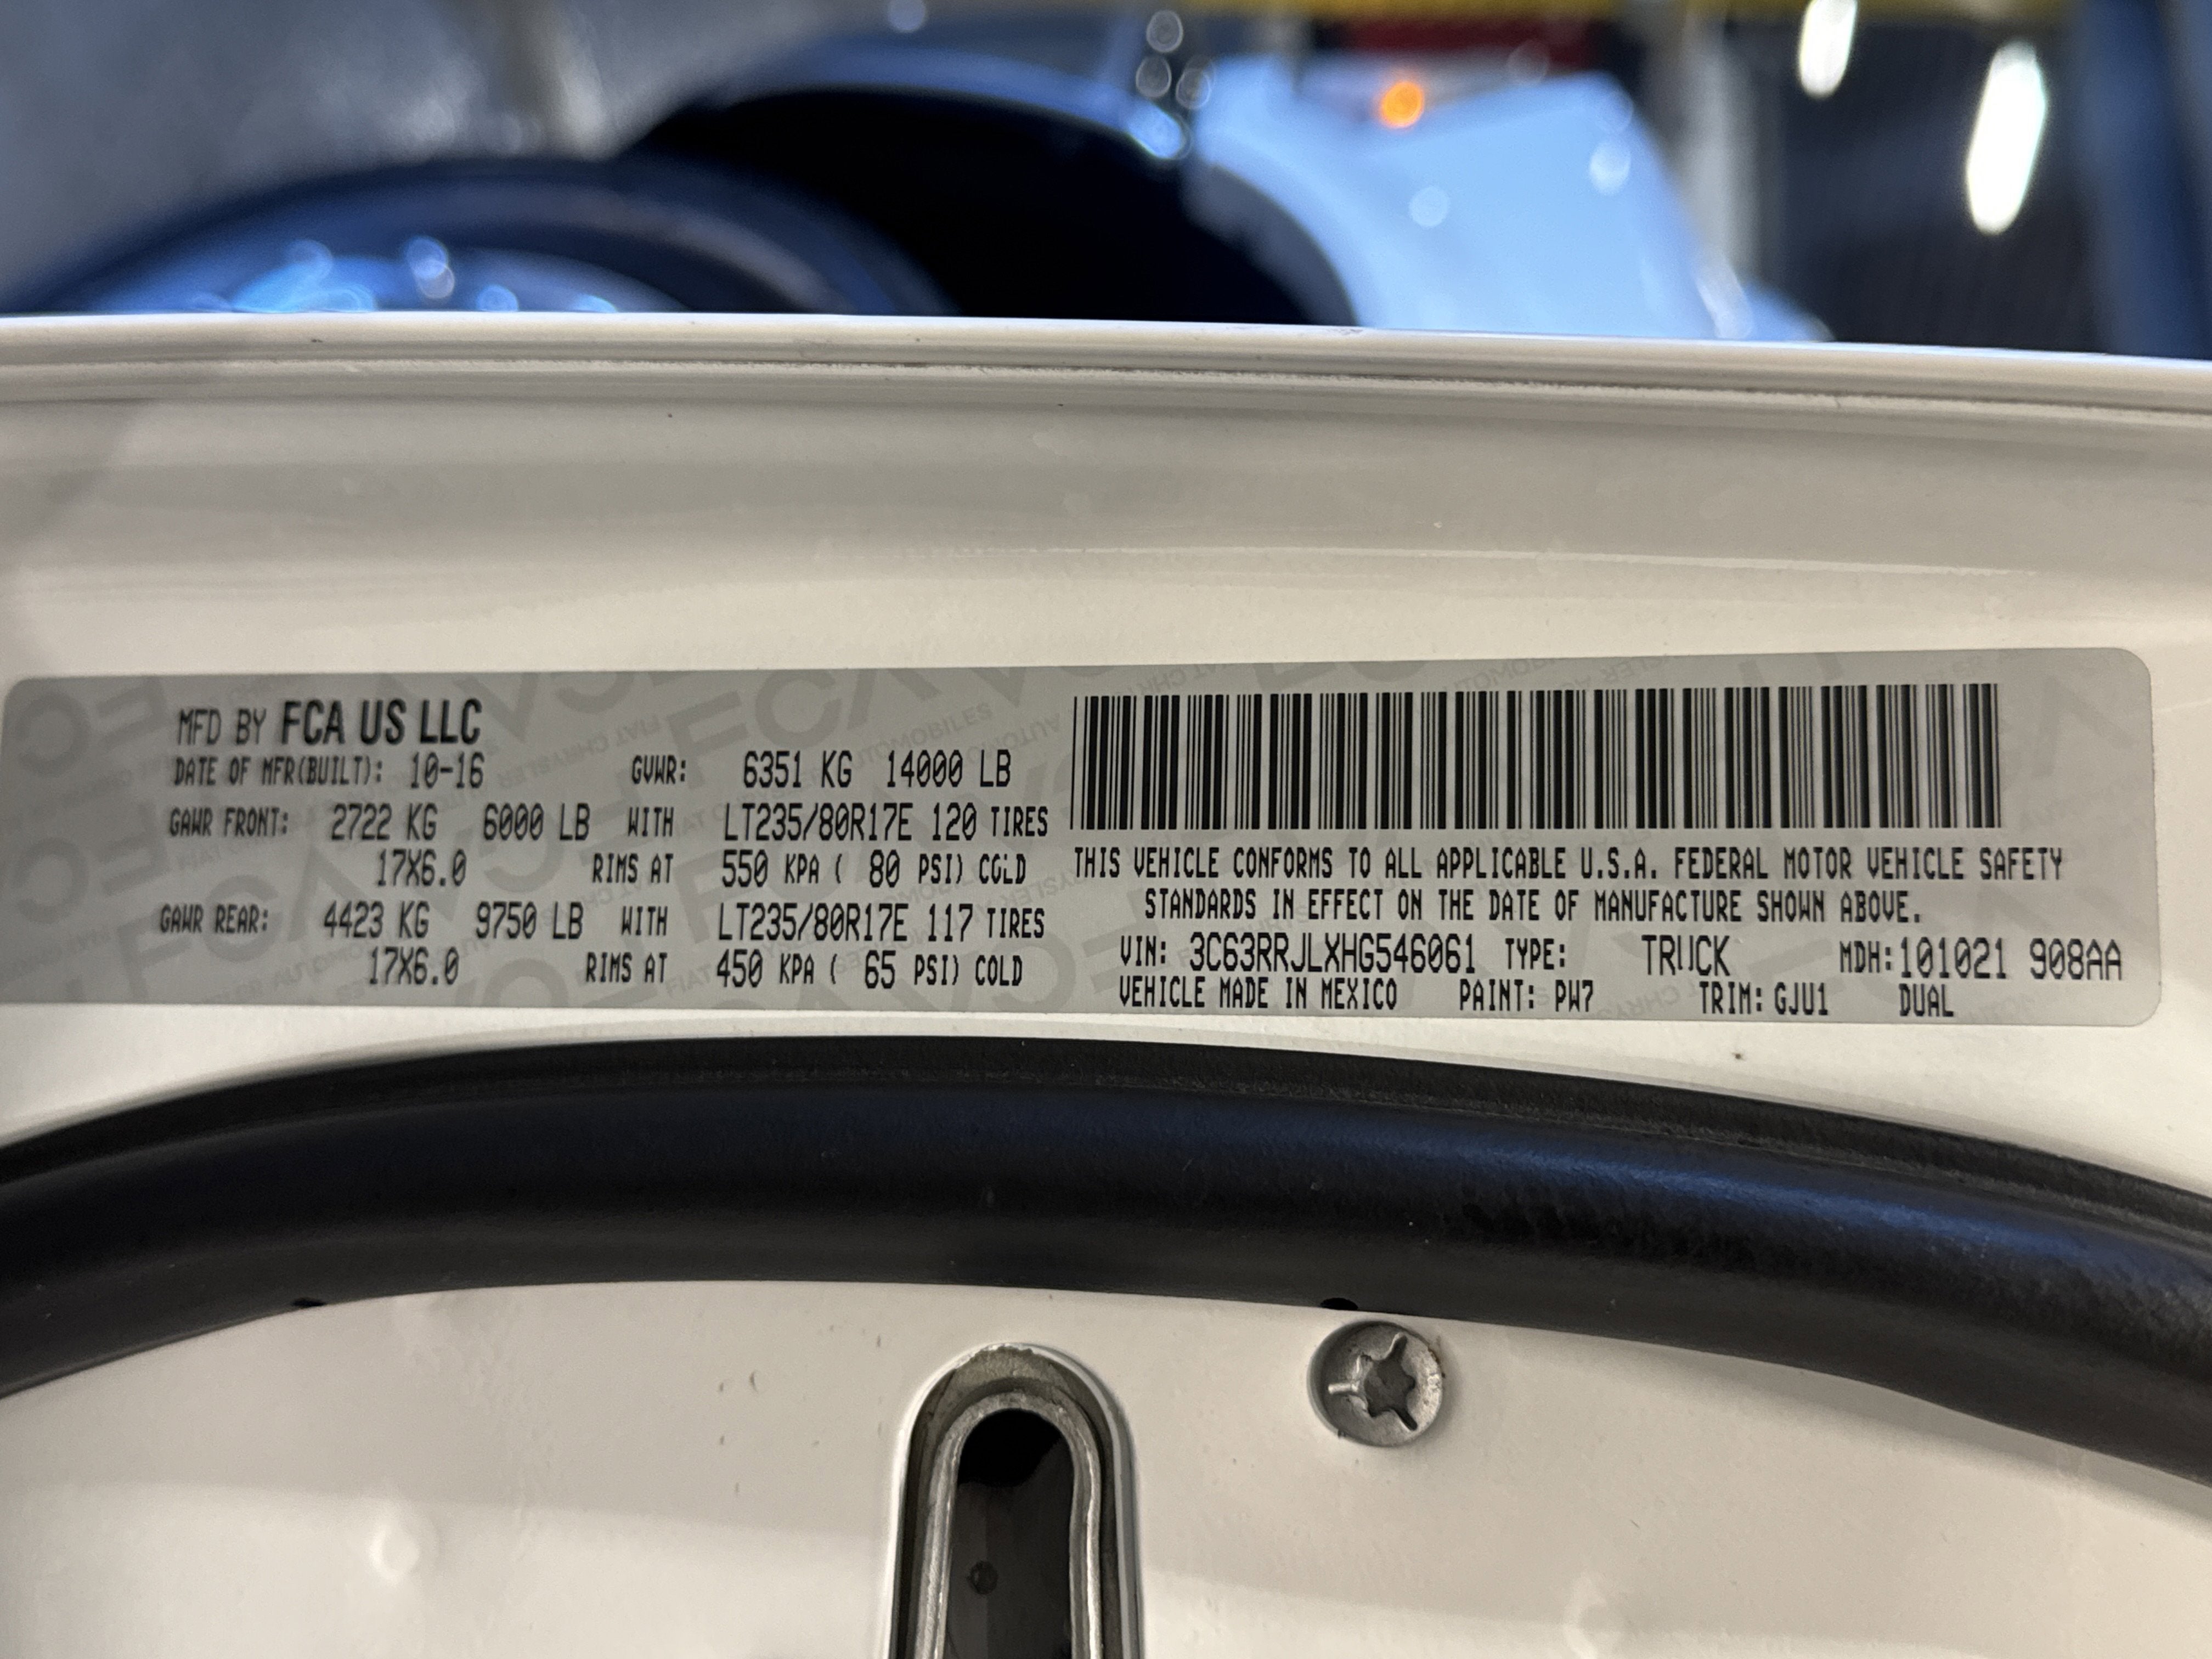 MFD BY FCA US LLC
DATE OF MFR(BUILT): 10-16 GVWR: 6351 KG 14000 LB
GAWR FRONT: 2722 KG 6000 LB WITH LT235/80R17E 120 TIRES
17X6.0 RIMS AT 550 KPA ( 80 PSI) COLD
GAWR REAR: 4423 KG 9750 LB WITH LT235/80R17E 117 TIRES
17X6.0 RIMS AT 450 KPA ( 65 PSI) COLD
THIS VEHICLE CONFORMS TO ALL APPLICABLE U.S.A. FEDERAL MOTOR VEHICLE SAFETY
STANDARDS IN EFFECT ON THE DATE OF MANUFACTURE SHOWN ABOVE.
VIN: 3C63RRJLXHG546061 TYPE: TRUCK MDH:101021 908AA
VEHICLE MADE IN MEXICO PAINT: PW7 TRIM: GJU1 DUAL